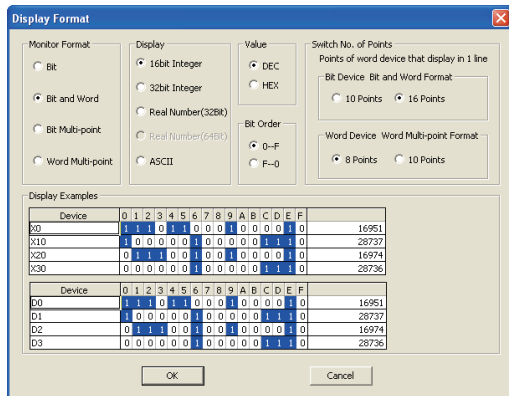 Display Format
Monitor Format
Bit
Bit and Word
Bit Multi-point
Word Multi-point
Display
16bit Integer
32bit Integer
Real Number(32Bit)
Real Number(64Bit)
ASCII
Value
DEC
HEX
Bit Order
0--F
F--0
Switch No. of Points
Points of word device that display in 1 line
Bit Device Bit and Word Format
10 Points 16 Points
Word Device Word Multi-point Format
8 Points 10 Points
Display Examples
Device 0 1 2 3 4 5 6 7 8 9 A B C D E F
X0 1 1 1 0 1 1 0 0 0 1 0 0 0 0 1 0 16951
X10 1 0 0 0 0 0 1 0 0 0 0 0 1 1 1 0 28737
X20 0 1 1 1 0 0 1 0 0 1 0 0 0 0 1 0 16974
X30 0 0 0 0 0 0 1 0 0 0 0 0 1 1 1 0 28736
Device 0 1 2 3 4 5 6 7 8 9 A B C D E F
D0 1 1 1 0 1 1 0 0 0 1 0 0 0 0 1 0 16951
D1 1 0 0 0 0 0 1 0 0 0 0 0 1 1 1 0 28737
D2 0 1 1 1 0 0 1 0 0 1 0 0 0 0 1 0 16974
D3 0 0 0 0 0 0 1 0 0 0 0 0 1 1 1 0 28736
OK Cancel